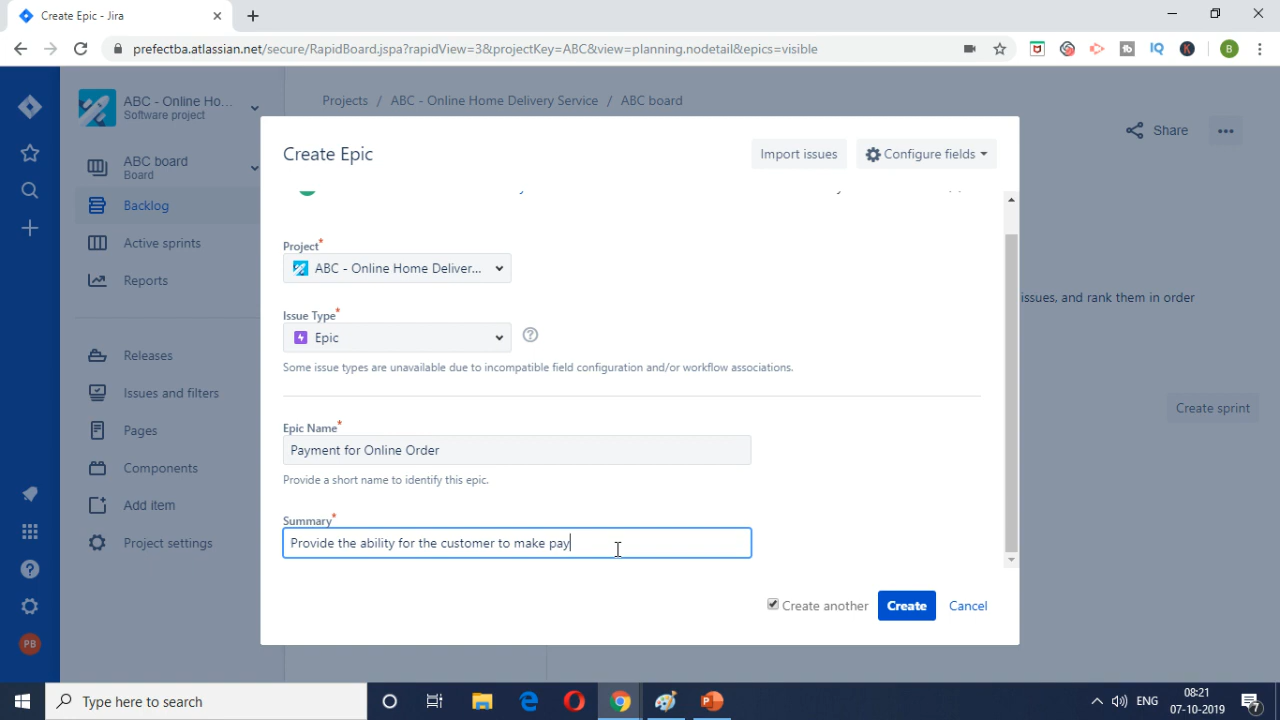 Create Epic - Jira
prefectba.atlassian.net/secure/RapidBoard.jspa?rapidView=3&projectKey=ABC&view=planning.nodetail&epics=visible
IQ
K
B
ABC - Online Ho...
Software project
Projects / ABC - Online Home Delivery Service / ABC board
Share
ABC board
Board
Backlog
Active sprints
Reports
Releases
Issues and filters
Pages
Components
Add item
Project settings
PB
issues, and rank them in order
Create sprint
Create Epic
Import issues
Configure fields
Project*
ABC - Online Home Deliver...
Issue Type*
Epic
Some issue types are unavailable due to incompatible field configuration and/or workflow associations.
Epic Name*
Payment for Online Order
Provide a short name to identify this epic.
Summary*
Provide the ability for the customer to make pay
Create another
Create
Cancel
Type here to search
ENG
08:21
07-10-2019
7